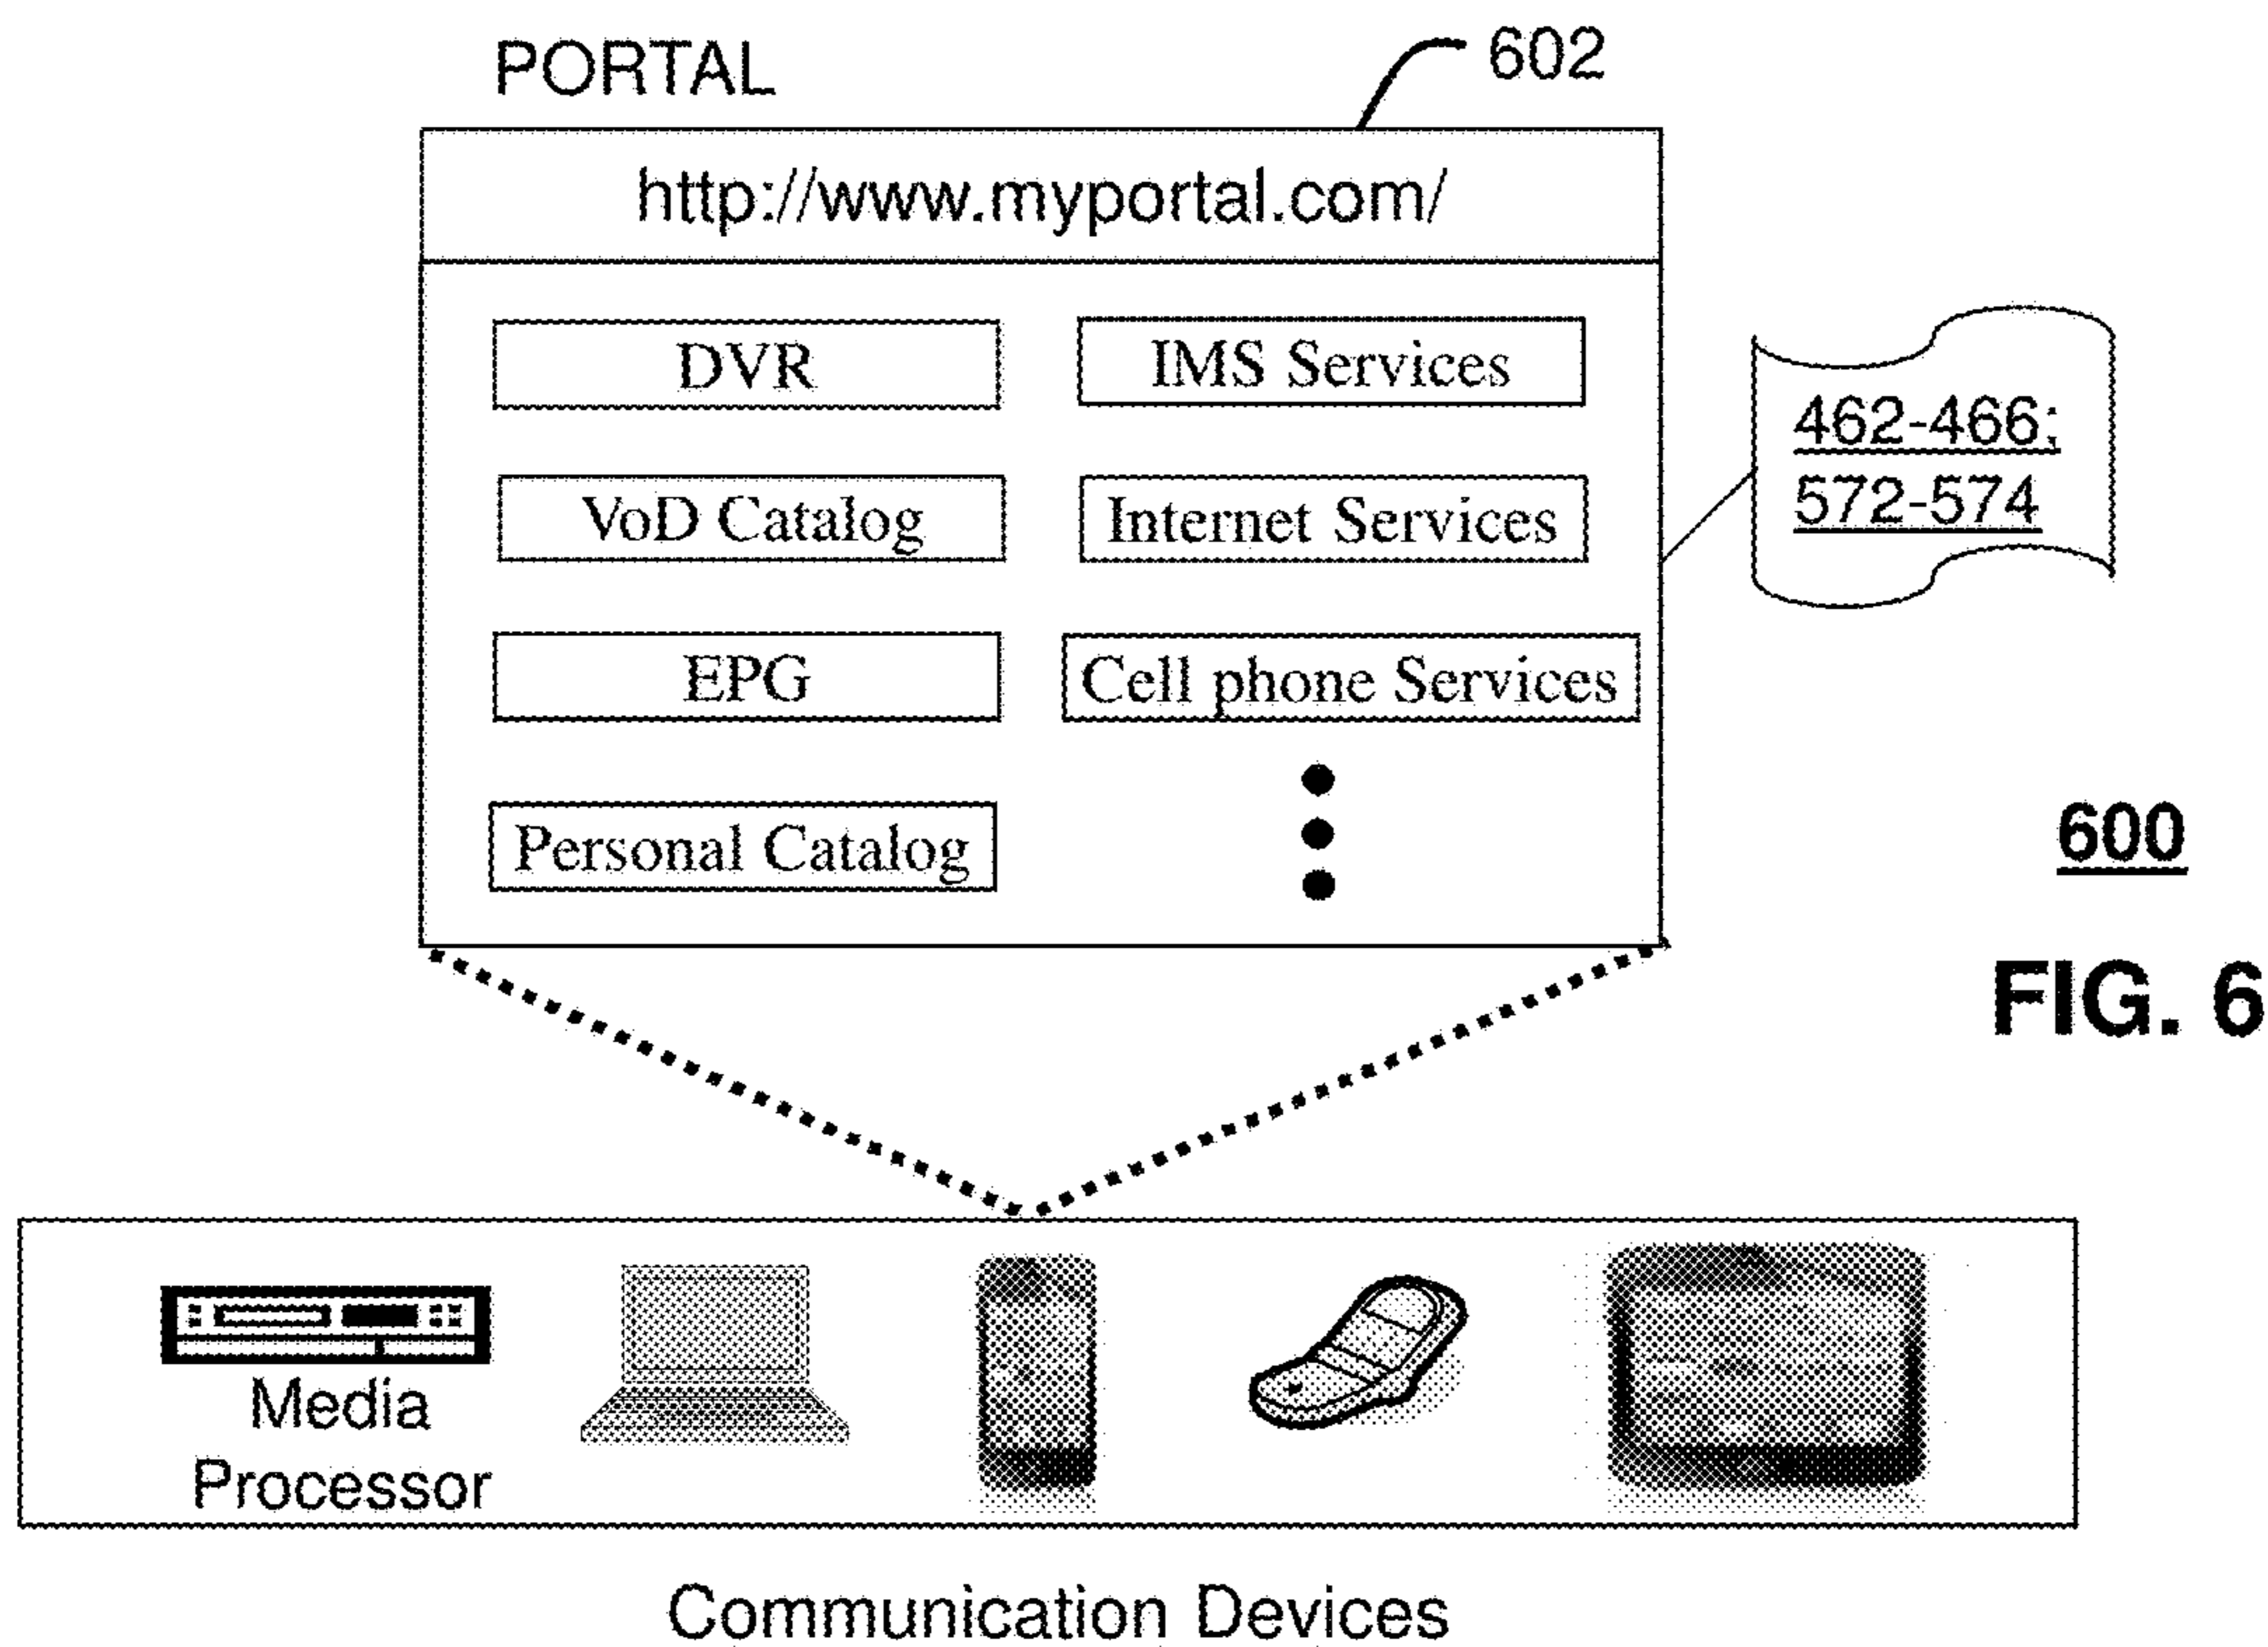 PORTAL
602
http://www.myportal.com/
DVR
IMS Services
VoD Catalog
Internet Services
EPG
Cell phone Services
Personal Catalog
462-466;
572-574
600
FIG. 6
Media
Processor
Communication Devices